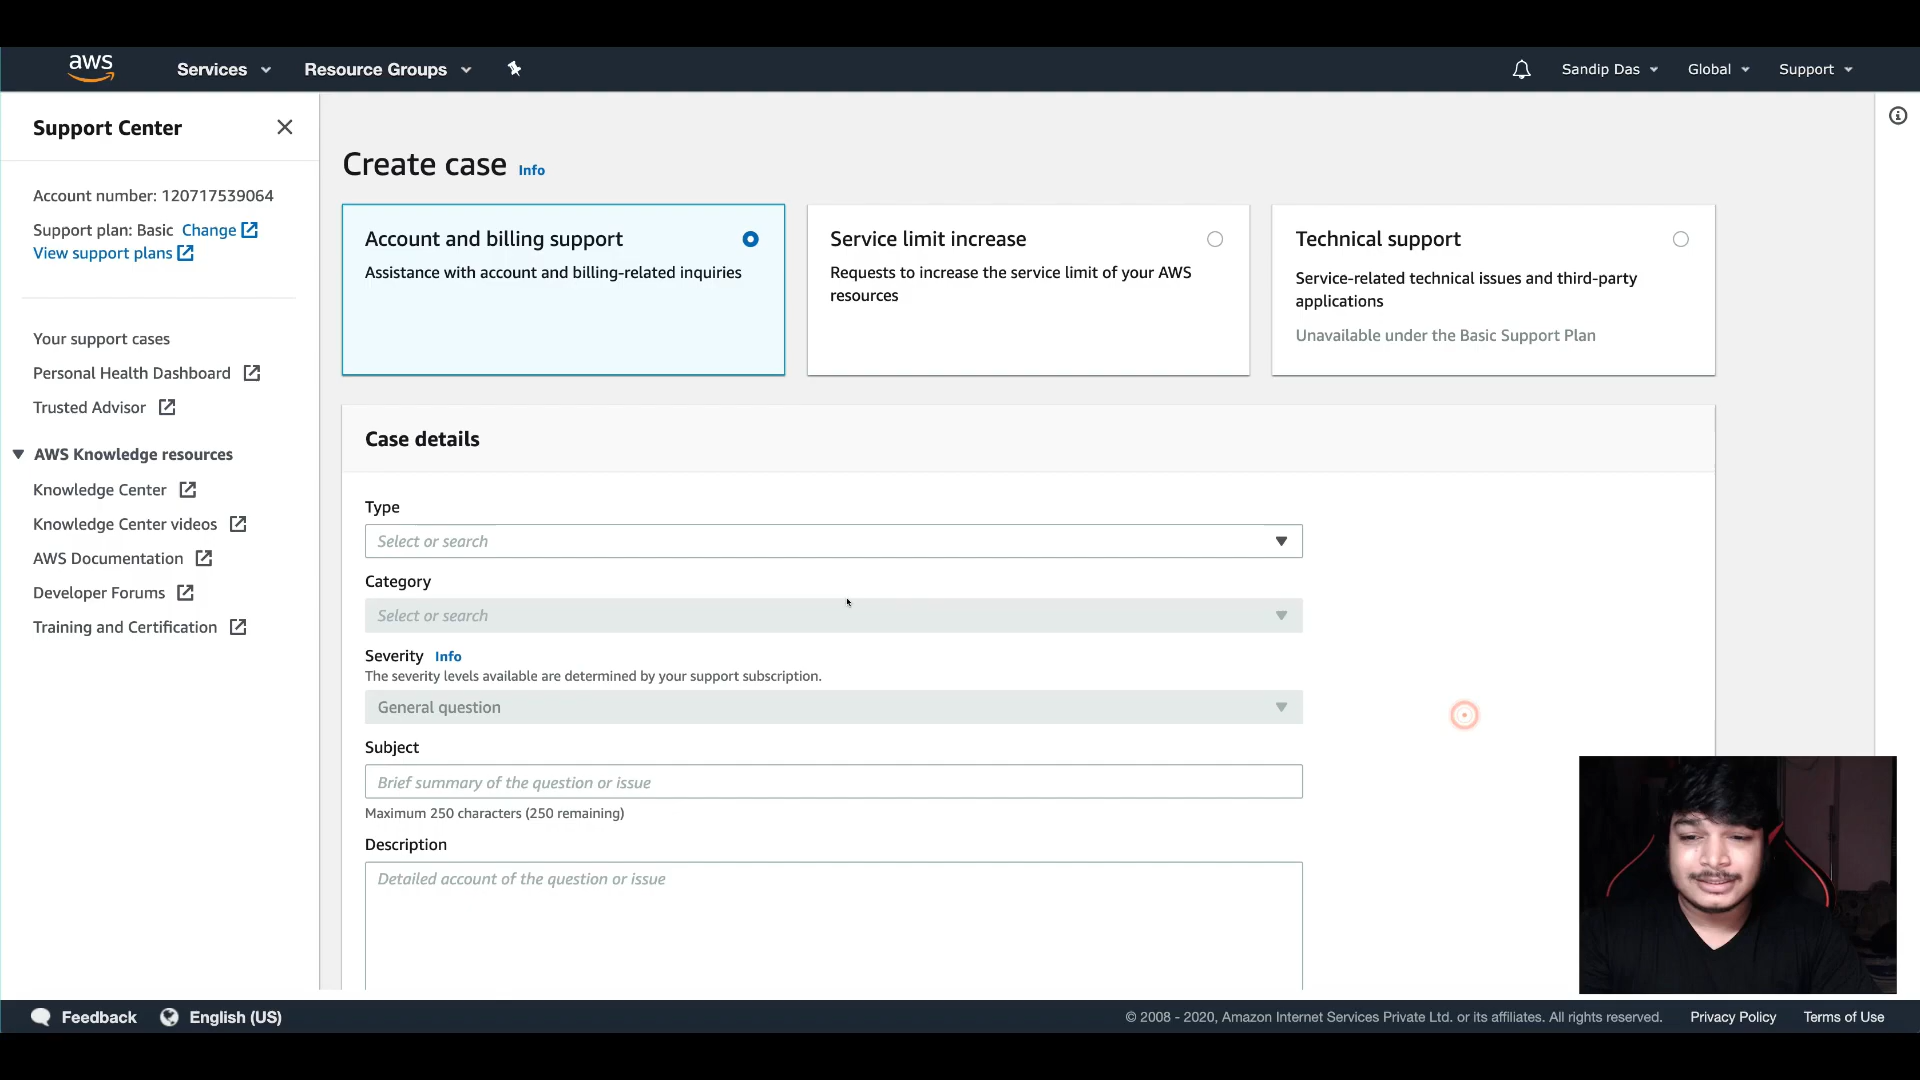 aws
Services
Resource Groups
Sandip Das
Global
Support
Support Center
Account number: 120717539064
Support plan: Basic Change
View support plans
Your support cases
Personal Health Dashboard
Trusted Advisor
AWS Knowledge resources
Knowledge Center
Knowledge Center videos
AWS Documentation
Developer Forums
Training and Certification
Create case Info
Account and billing support
Assistance with account and billing-related inquiries
Service limit increase
Requests to increase the service limit of your AWS
resources
Technical support
Service-related technical issues and third-party
applications
Unavailable under the Basic Support Plan
Case details
Type
Select or search
Category
Select or search
Severity Info
The severity levels available are determined by your support subscription.
General question
Subject
Brief summary of the question or issue
Maximum 250 characters (250 remaining)
Description
Detailed account of the question or issue
Feedback
English (US)
© 2008 - 2020, Amazon Internet Services Private Ltd. or its affiliates. All rights reserved.
Privacy Policy
Terms of Use